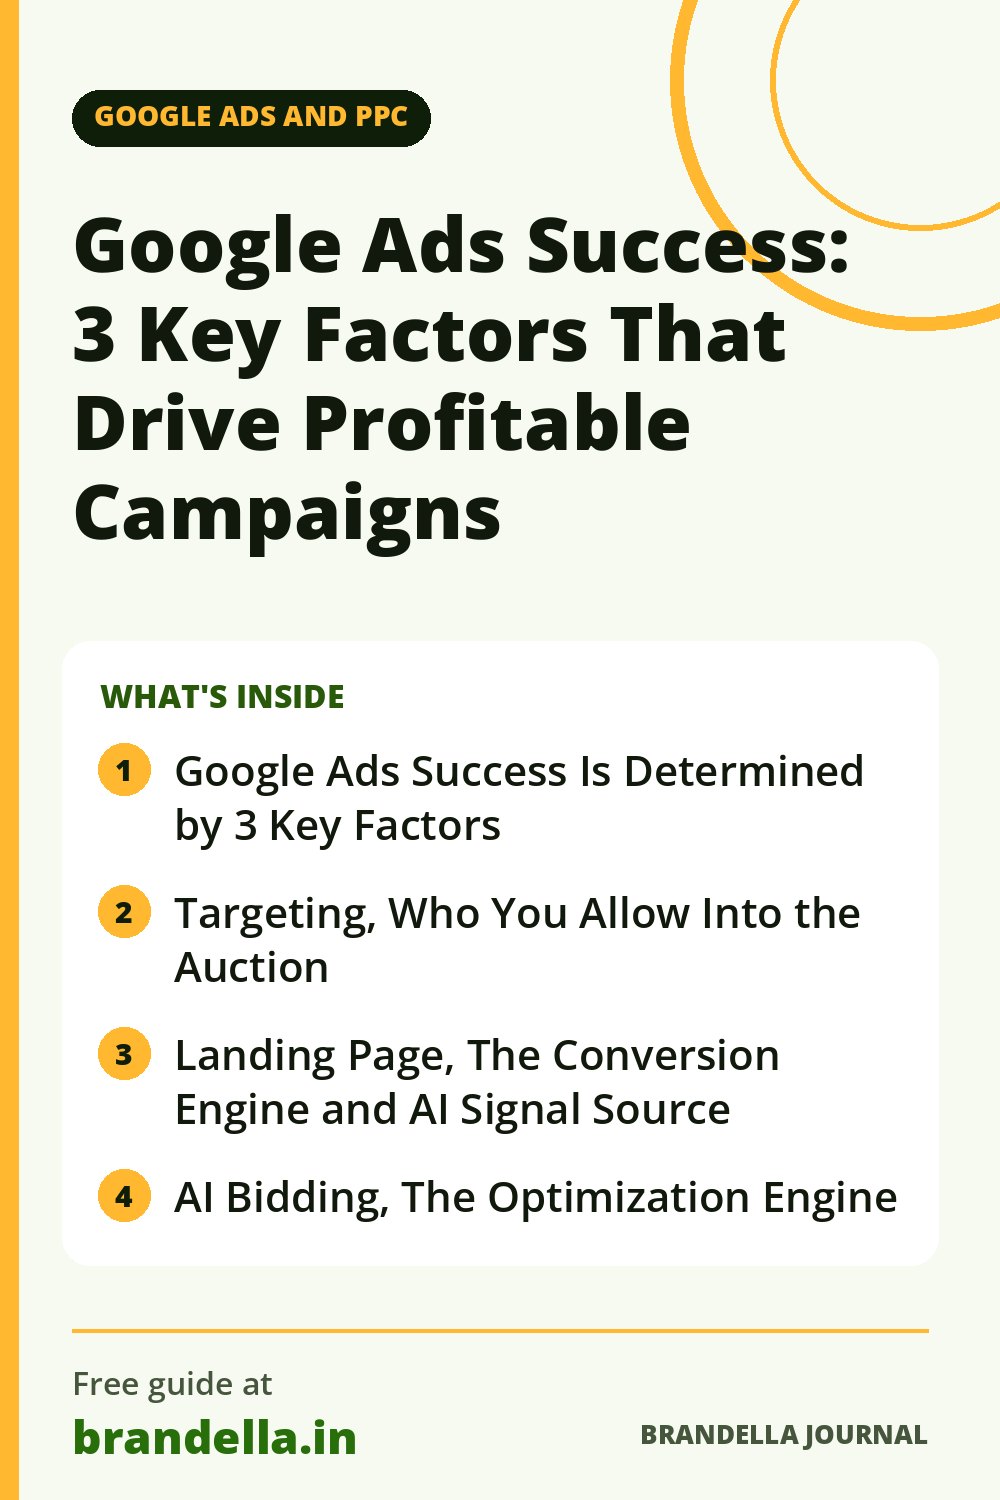 GOOGLE ADS AND PPC
Google Ads Success:
3 Key Factors That
Drive Profitable
Campaigns
WHAT'S INSIDE
1 Google Ads Success Is Determined
by 3 Key Factors
2 Targeting, Who You Allow Into the
Auction
3 Landing Page, The Conversion
Engine and AI Signal Source
4 AI Bidding, The Optimization Engine
Free guide at
brandella.in
BRANDELLA JOURNAL